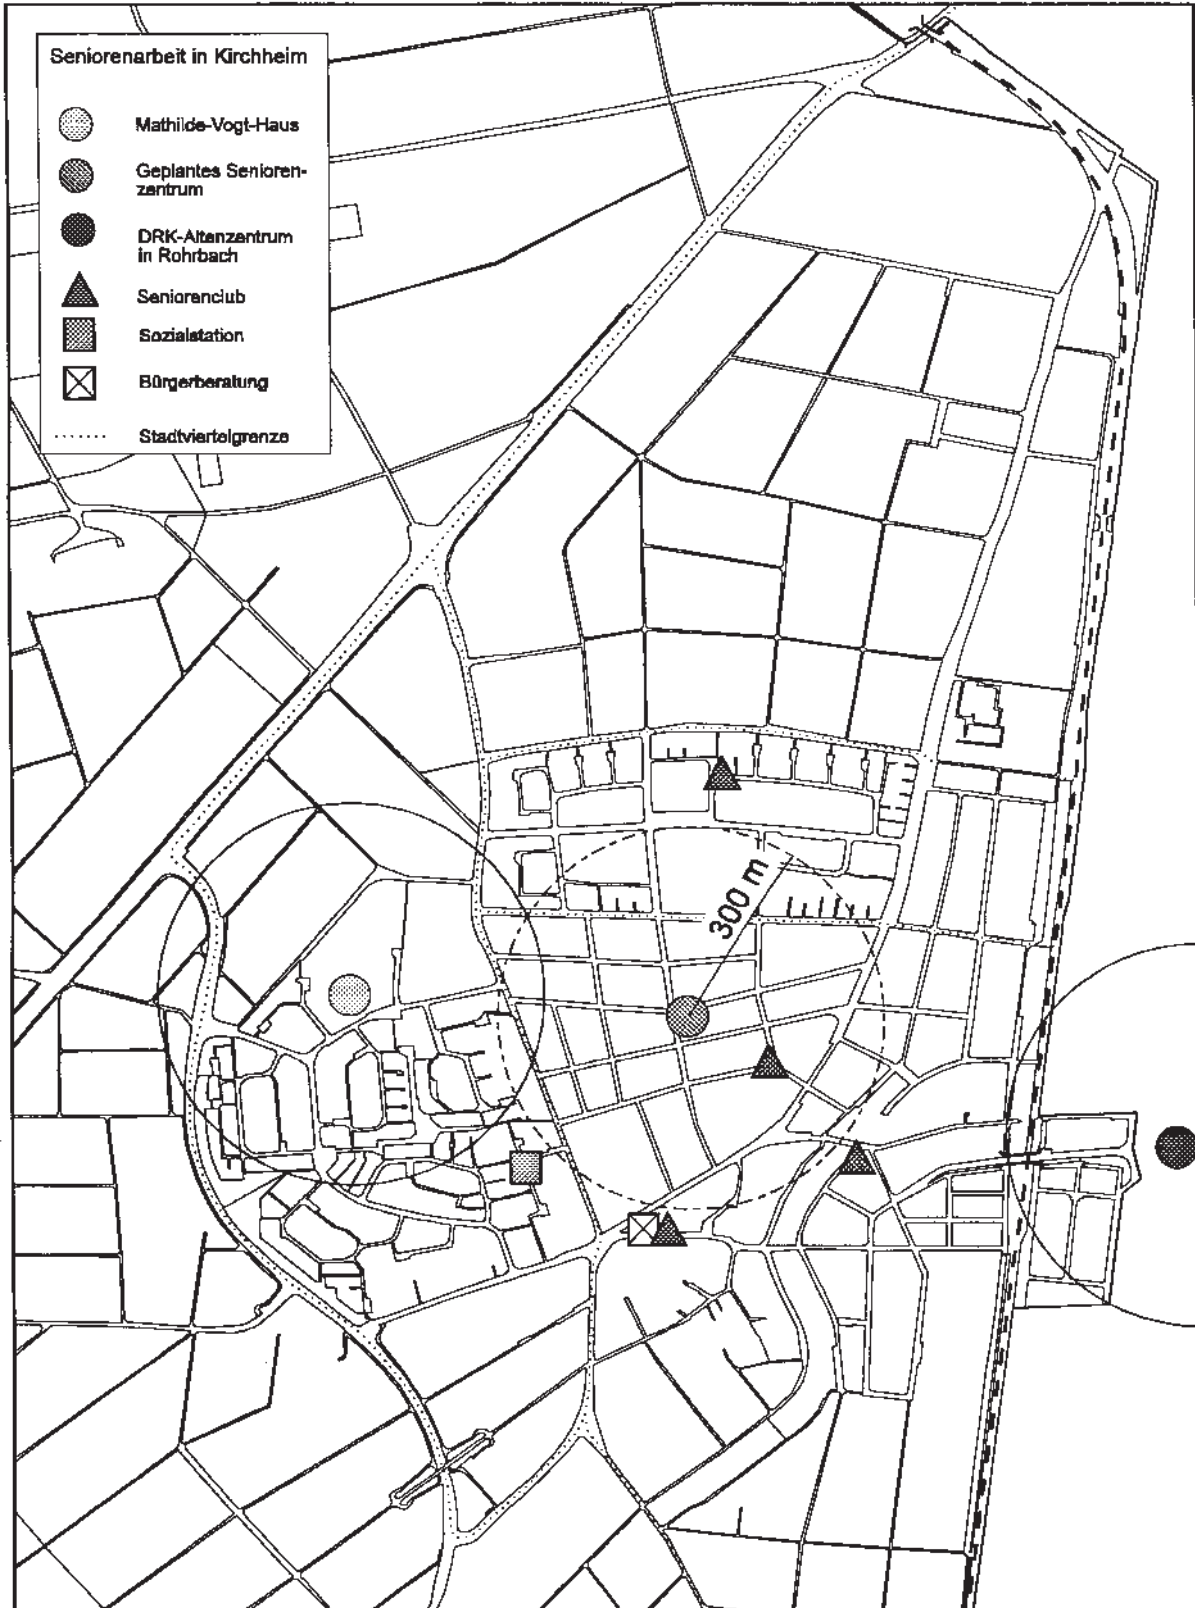 Seniorenarbeit in Kirchheim
Mathilde-Vogt-Haus
Geplantes Senioren-
zentrum
DRK-Altenzentrum
in Rohrbach
Seniorenclub
Sozialstation
Bürgerberatung
Stadtviertelgrenze
300 m